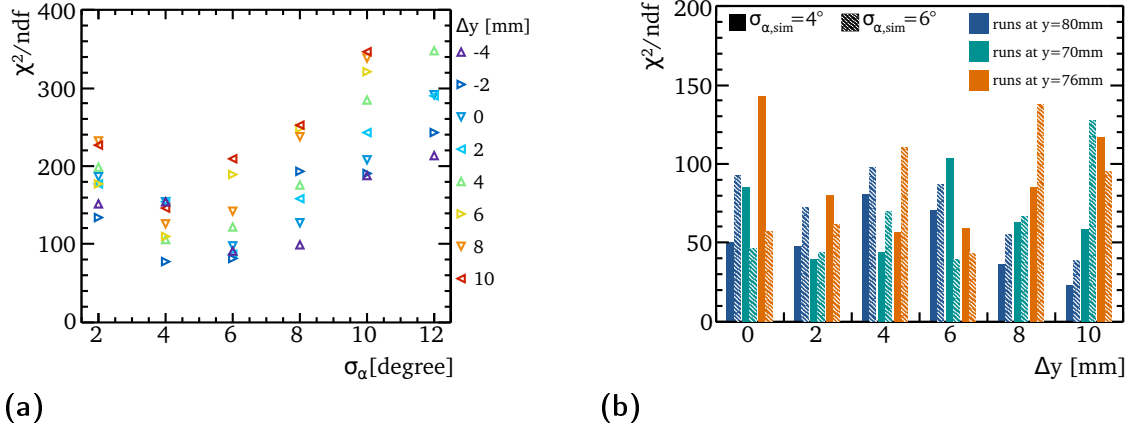 χ²/ndf
400
300
200
100
0
2 4 6 8 10 12
σα[degree]
Δy [mm]
-4
-2
0
2
4
6
8
10
(a)
χ²/ndf
200
150
100
50
0
σα,sim=4° σα,sim=6°
runs at y=80mm
runs at y=70mm
runs at y=76mm
0 2 4 6 8 10
Δy [mm]
(b)